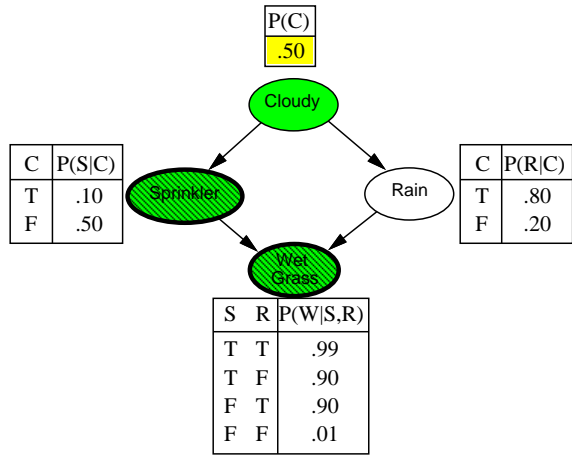 P(C)
.50
Cloudy
C P(S|C)
T .10
F .50
Sprinkler
Rain
C P(R|C)
T .80
F .20
Wet
Grass
S R P(W|S,R)
T T .99
T F .90
F T .90
F F .01